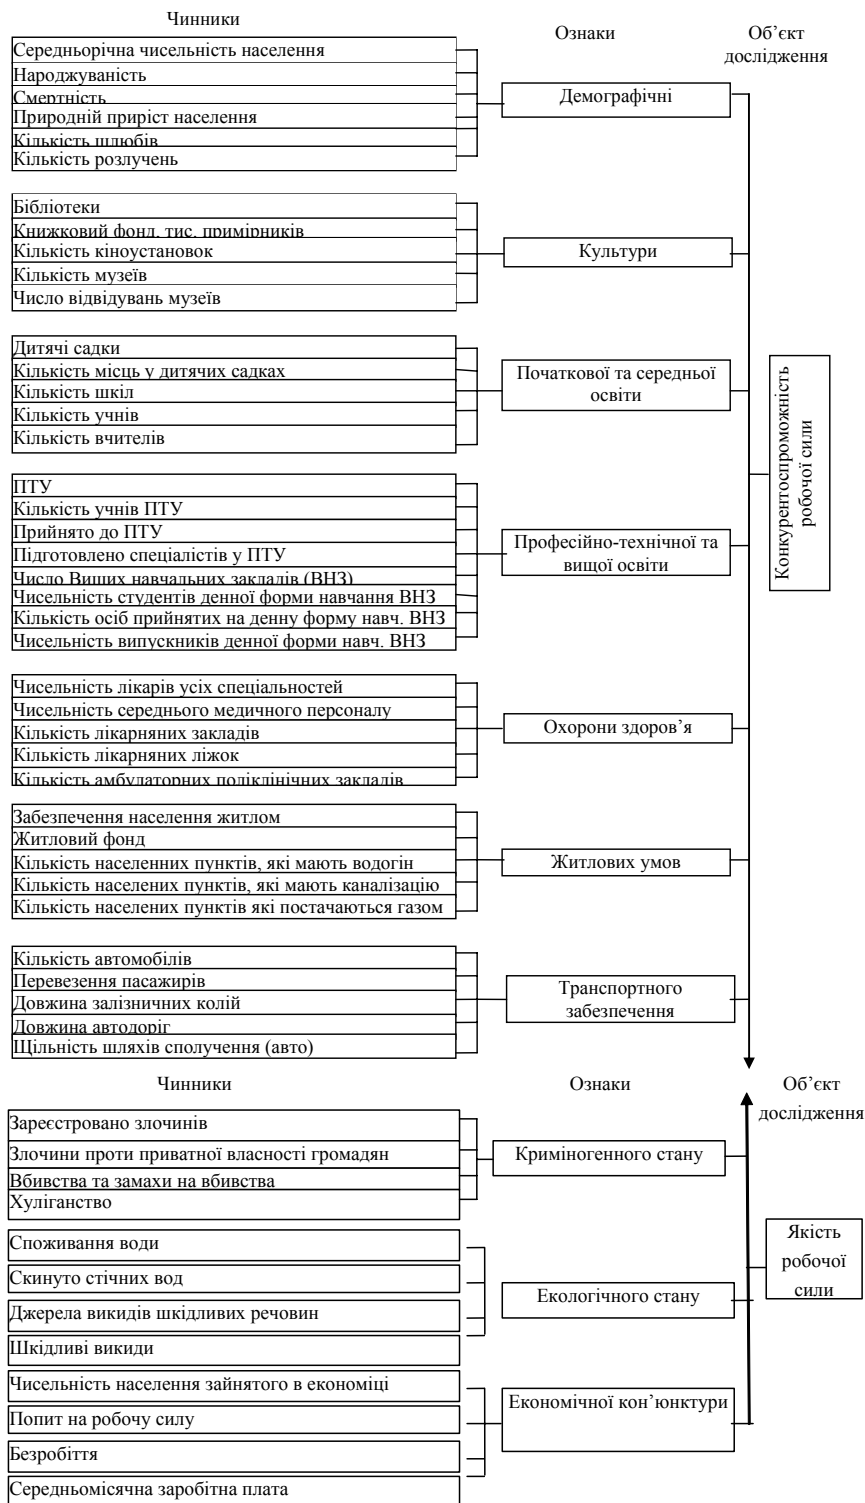 Чинники
Ознаки
Об’єкт
дослідження
Середньорічна чисельність населення
Народжуваність
Смертність
Природній приріст населення
Кількість шлюбів
Кількість розлучень
Демографічні
Бібліотеки
Книжковий фонд, тис. примірників
Кількість кіноустановок
Кількість музеїв
Число відвідувань музеїв
Культури
Дитячі садки
Кількість місць у дитячих садках
Кількість шкіл
Кількість учнів
Кількість вчителів
Початкової та середньої
освіти
Конкурентоспроможність
робочої сили
ПТУ
Кількість учнів ПТУ
Прийнято до ПТУ
Підготовлено спеціалістів у ПТУ
Число Вищих навчальних закладів (ВНЗ)
Чисельність студентів денної форми навчання ВНЗ
Кількість осіб прийнятих на денну форму навч. ВНЗ
Чисельність випускників денної форми навч. ВНЗ
Професійно-технічної та
вищої освіти
Чисельність лікарів усіх спеціальностей
Чисельність середнього медичного персоналу
Кількість лікарняних закладів
Кількість лікарняних ліжок
Кількість амбулаторних поліклінічних закладів
Охорони здоров’я
Забезпечення населення житлом
Житловий фонд
Кількість населенних пунктів, які мають водогін
Кількість населених пунктів, які мають каналізацію
Кількість населених пунктів які постачаються газом
Житлових умов
Кількість автомобілів
Перевезення пасажирів
Довжина залізничних колій
Довжина автодоріг
Щільність шляхів сполучення (авто)
Транспортного
забезпечення
Чинники
Ознаки
Об’єкт
дослідження
Зареєстровано злочинів
Злочини проти приватної власності громадян
Вбивства та замахи на вбивства
Хуліганство
Криміногенного стану
Якість
робочої
сили
Споживання води
Скинуто стічних вод
Джерела викидів шкідливих речовин
Шкідливі викиди
Екологічного стану
Чисельність населення зайнятого в економіці
Попит на робочу силу
Безробіття
Середньомісячна заробітна плата
Економічної кон’юнктури